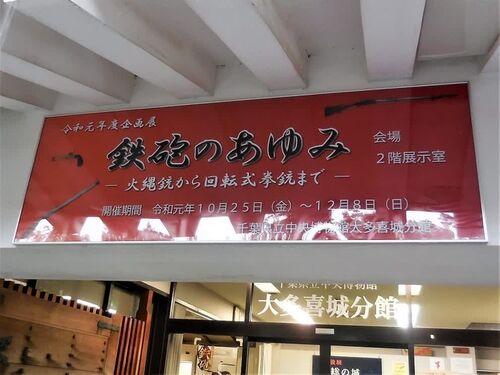 令和元年度企画展
鉄砲のあゆみ
― 火縄銃から回転式拳銃まで ―
会場
２階展示室
開催期間　令和元年１０月２５日（金）～１２月８日（日）
千葉県立中央博物館大多喜城分館
千葉県立中央博物館
大多喜城分館
の城